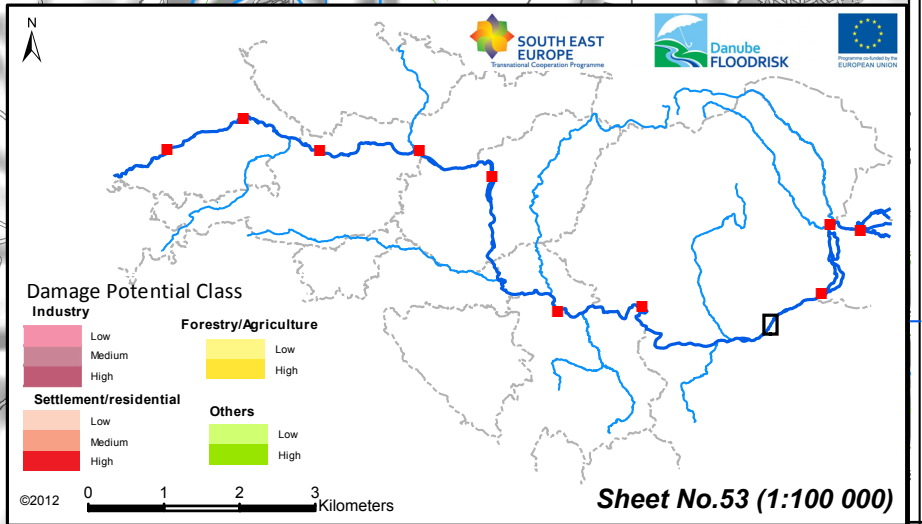 N
SOUTH EAST
EUROPE
Transnational Cooperation Programme
Danube
FLOODRISK
Programme co-funded by the
EUROPEAN UNION
Damage Potential Class
Industry
Low
Medium
High
Forestry/Agriculture
Low
High
Settlement/residential
Low
Medium
High
Others
Low
High
©2012
0 1 2 3
Kilometers
Sheet No.53 (1:100 000)